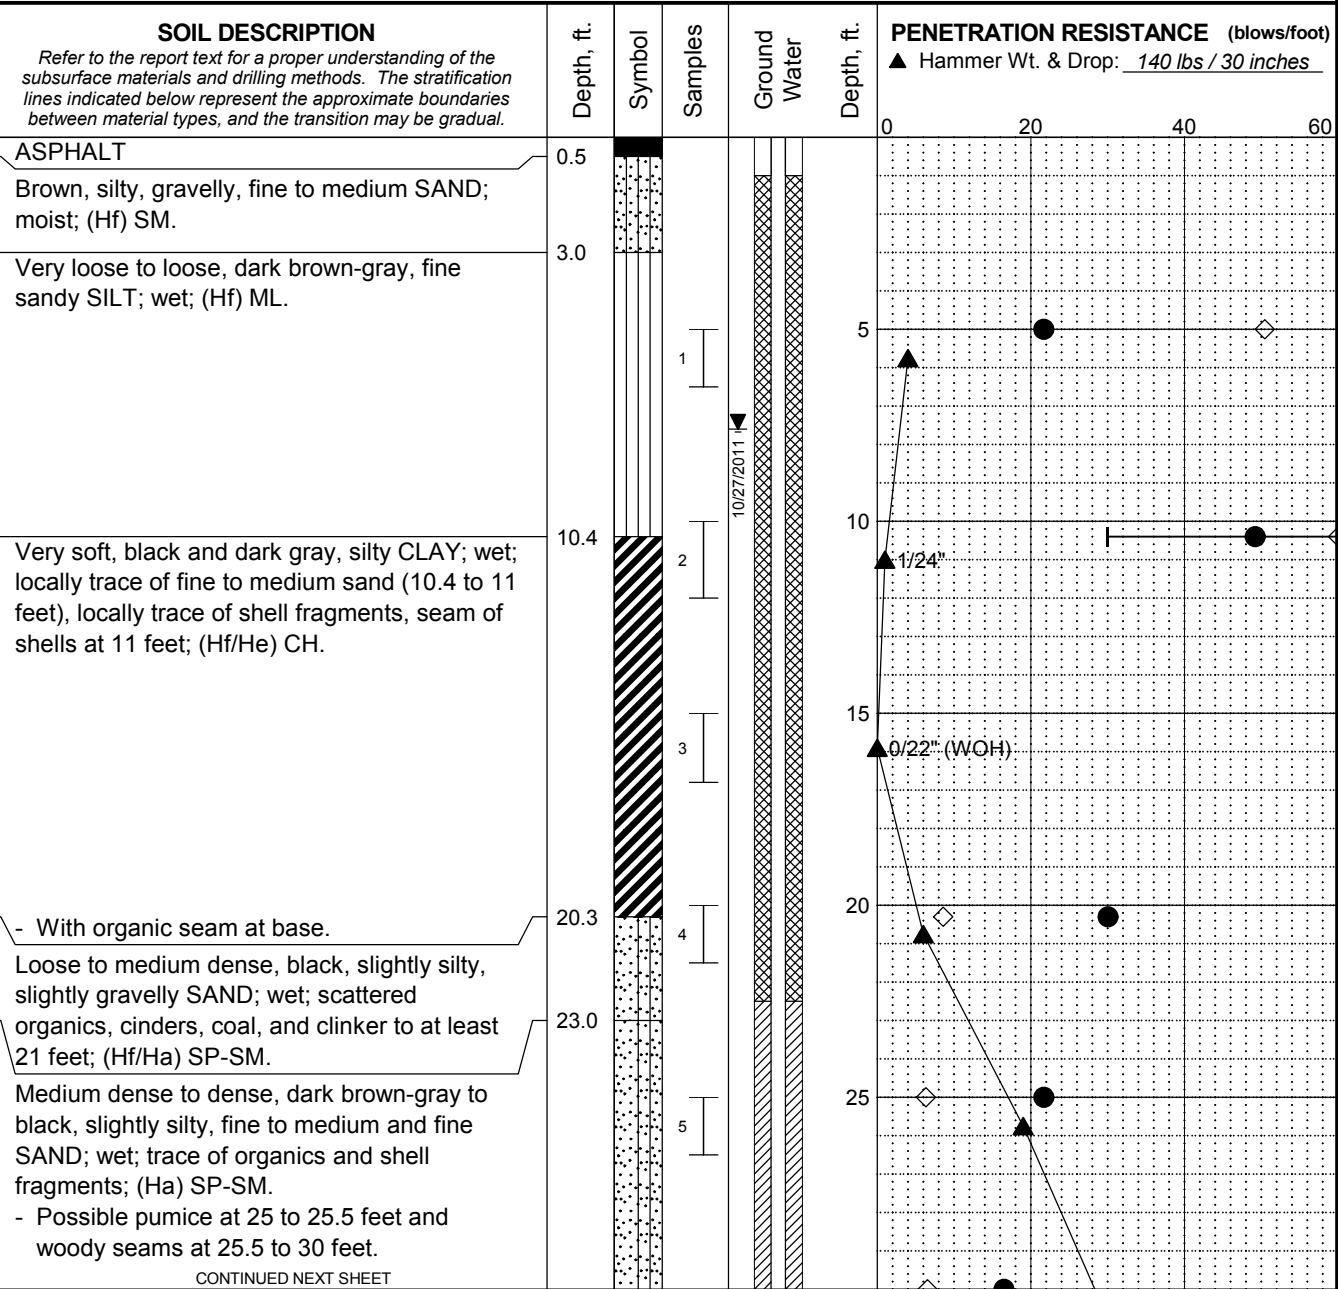 SOIL DESCRIPTION
Refer to the report text for a proper understanding of the
subsurface materials and drilling methods. The stratification
lines indicated below represent the approximate boundaries
between material types, and the transition may be gradual.
Depth, ft.
Symbol
Samples
Ground
Water
Depth, ft.
PENETRATION RESISTANCE (blows/foot)
▲ Hammer Wt. & Drop: 140 lbs / 30 inches
0 20 40 60
ASPHALT
0.5
Brown, silty, gravelly, fine to medium SAND;
moist; (Hf) SM.
3.0
Very loose to loose, dark brown-gray, fine
sandy SILT; wet; (Hf) ML.
1
5
10/27/2011
10
10.4
Very soft, black and dark gray, silty CLAY; wet;
locally trace of fine to medium sand (10.4 to 11
feet), locally trace of shell fragments, seam of
shells at 11 feet; (Hf/He) CH.
2
1/24"
15
3
0/22" (WOH)
20
- With organic seam at base.
20.3
4
Loose to medium dense, black, slightly silty,
slightly gravelly SAND; wet; scattered
organics, cinders, coal, and clinker to at least
21 feet; (Hf/Ha) SP-SM.
23.0
Medium dense to dense, dark brown-gray to
black, slightly silty, fine to medium and fine
SAND; wet; trace of organics and shell
fragments; (Ha) SP-SM.
25
5
- Possible pumice at 25 to 25.5 feet and
woody seams at 25.5 to 30 feet.
CONTINUED NEXT SHEET